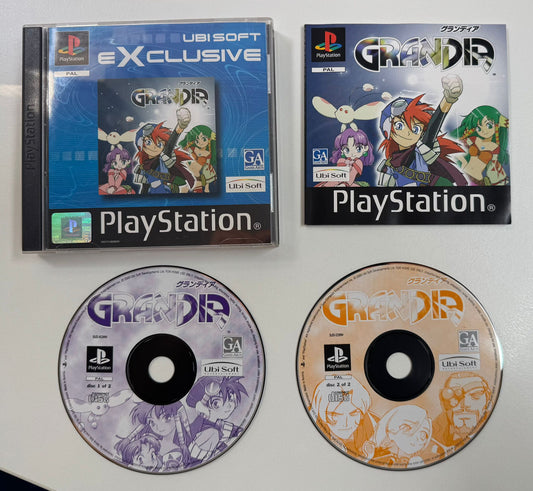 UBI SOFT
eXCLUSIVE
PlayStation
PAL
グランディア
GRANDIA
GA
Ubi Soft
PlayStation®
PlayStation
PlayStation
PAL
グランディア
GRANDIA
GA
Ubi Soft
PlayStation®
グランディア
GRANDIA
PlayStation
GA
Ubi Soft
PAL
disc 1 of 2
グランディア
GRANDIA
PlayStation
GA
Ubi Soft
PAL
disc 2 of 2